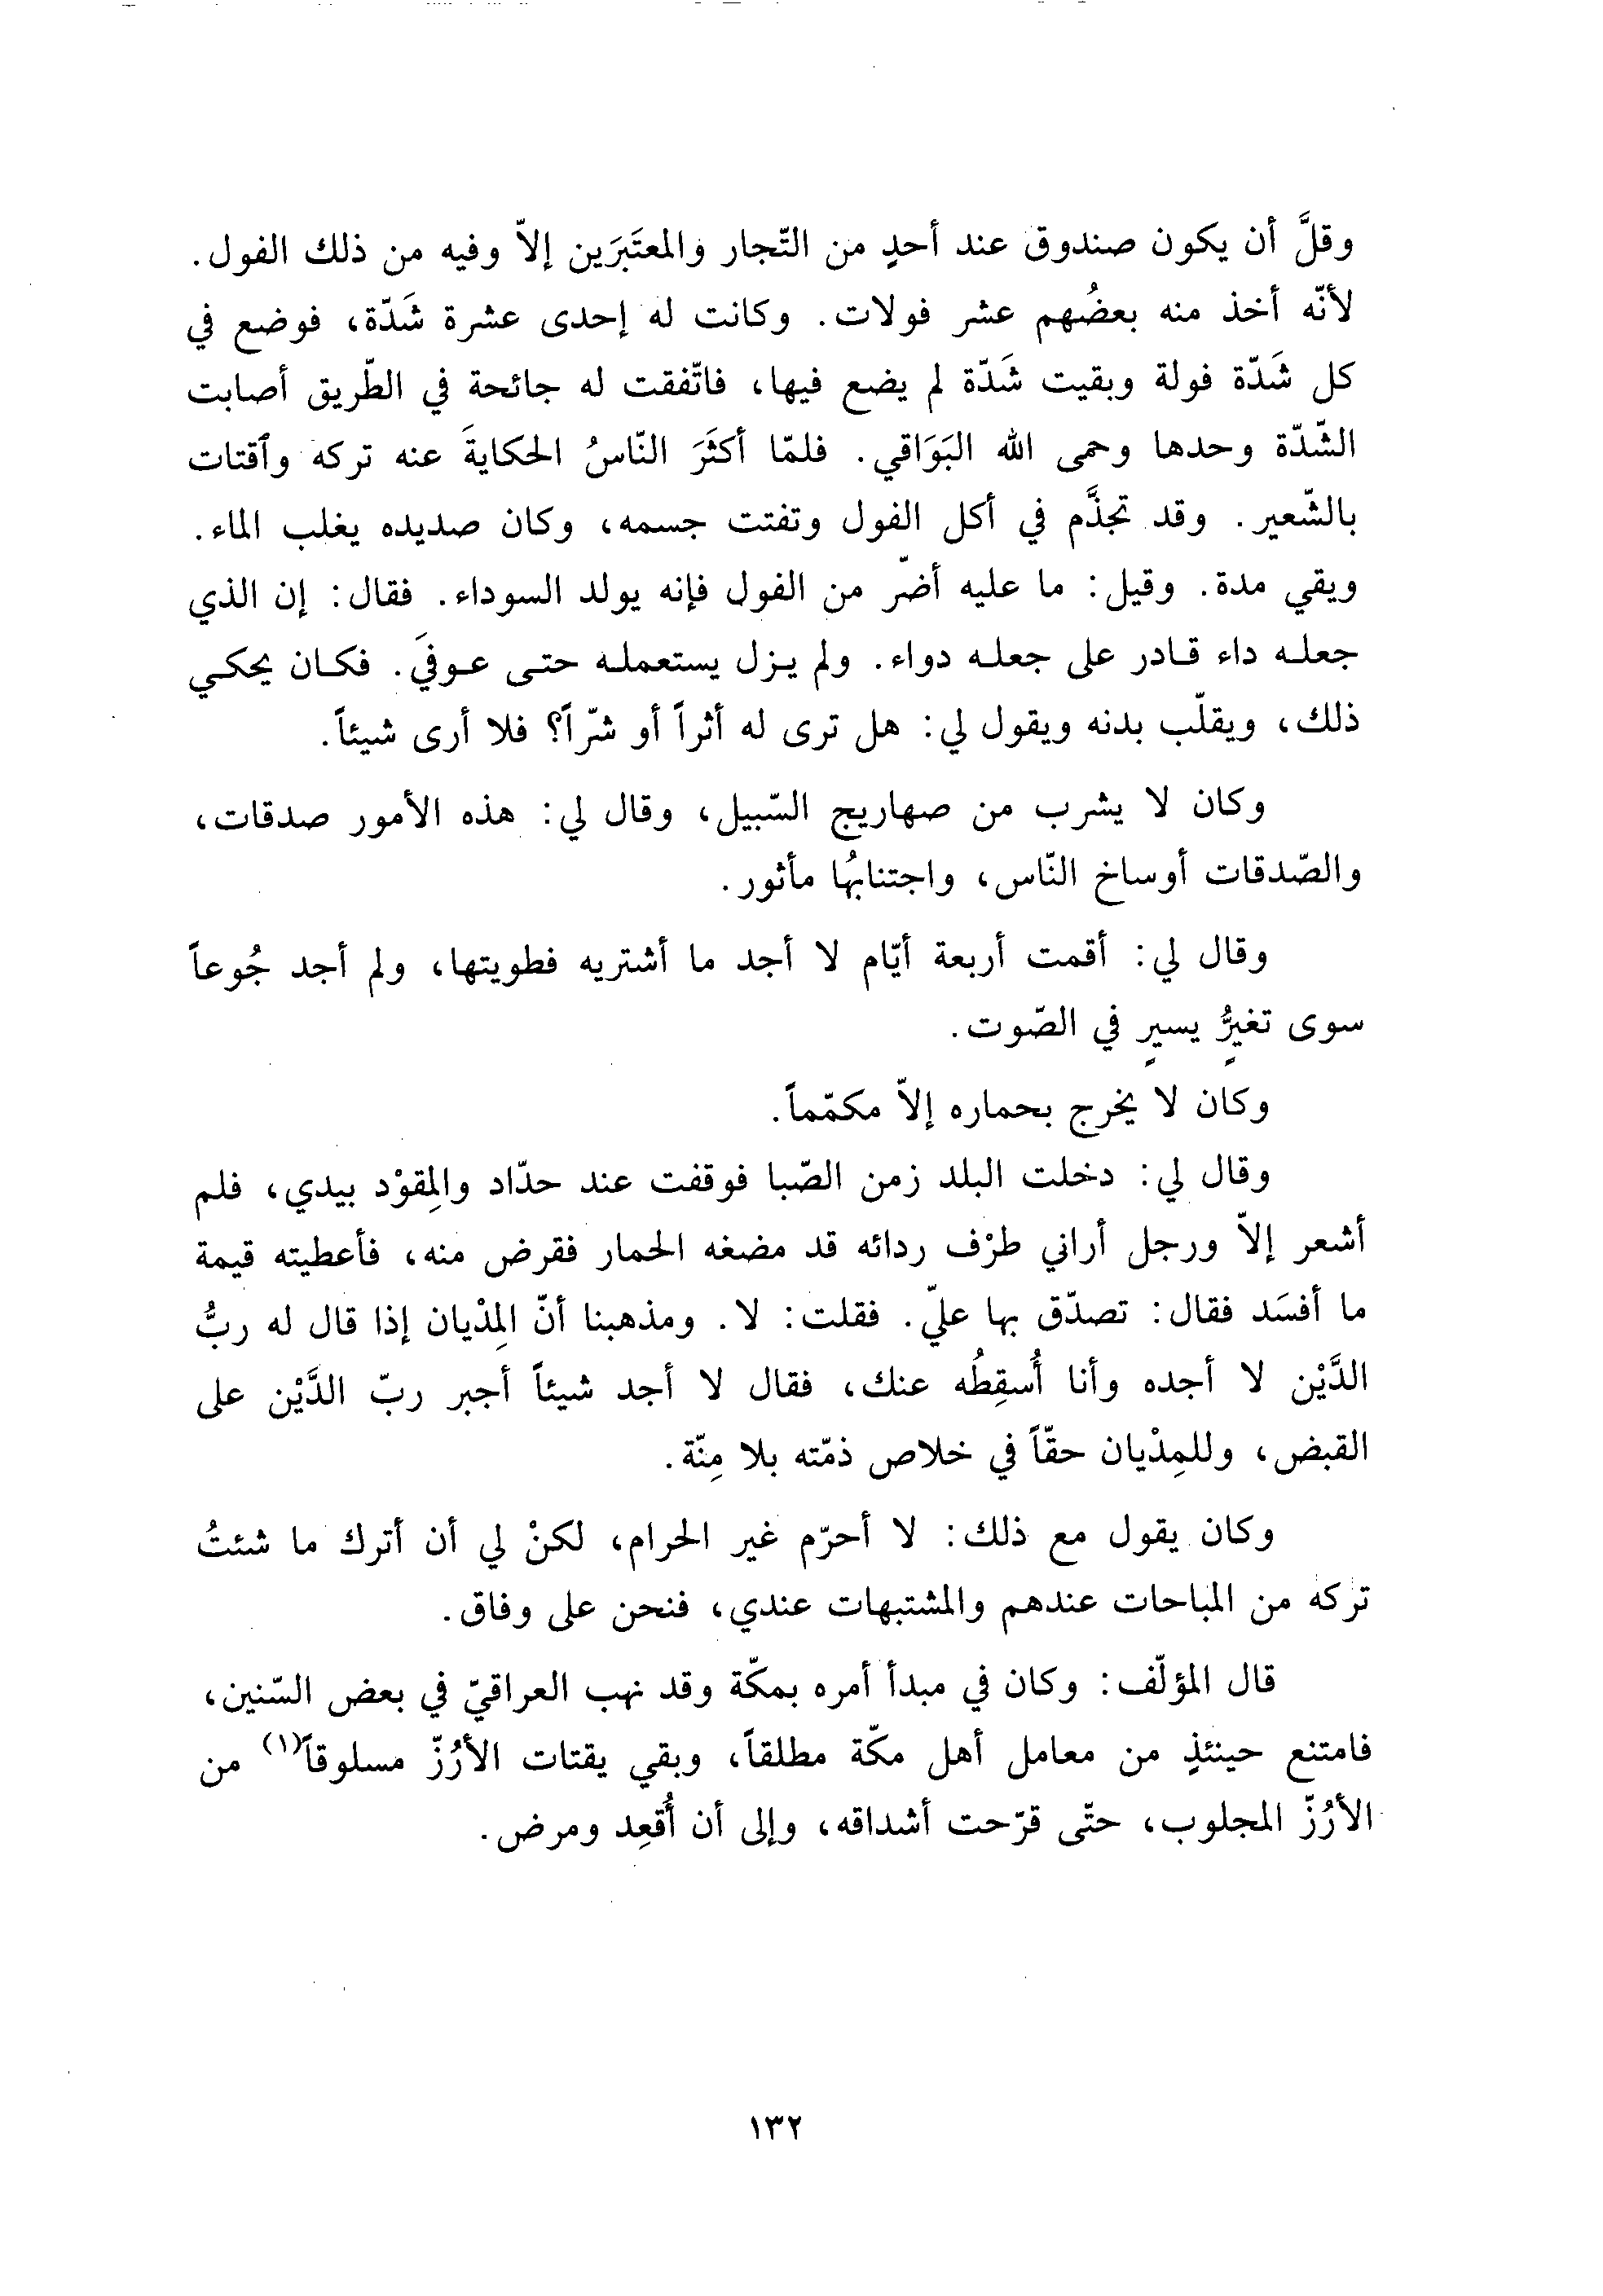 وقلَّ أن يكون صندوق عند أحدٍ من التّجار والمعتَبرَين إلاّ وفيه من ذلك الفول.
لأنّه أخذ منه بعضُهم عشر فولات. وكانت له إحدى عشرة شَدّة، فوضع في
كل شَدّة فولة وبقيت شَدّة لم يضع فيها، فاتّفقت له جائحة في الطّريق أصابت
الشّدّة وحدها وحمى الله البَوَاقي. فلمّا أكثَرَ النّاسُ الحكايةَ عنه تركه وآقتات
بالشّعير. وقد تجذَّم في أكل الفول وتفتت جسمه، وكان صديده يغلب الماء.
ويقي مدة. وقيل: ما عليه أضرّ من الفول فإنه يولد السوداء. فقال: إن الذي
جعله داء قادر على جعله دواء. ولم يزل يستعمله حتى عوفيَ. فكان يحكي
ذلك، ويقلّب بدنه ويقول لي: هل ترى له أثراً أو شرّاً؟ فلا أرى شيئاً.
وكان لا يشرب من صهاريج السّبيل، وقال لي: هذه الأمور صدقات،
والصّدقات أوساخ النّاس، واجتنابهُا مأثور.
وقال لي: أقمت أربعة أيّام لا أجد ما أشتريه فطويتها، ولم أجد جُوعاً
سوى تغيرٍُّ يسيرٍ في الصّوت.
وكان لا يخرج بحماره إلاّ مكمّماً.
وقال لي: دخلت البلد زمن الصّبا فوقفت عند حدّاد والمِقوْد بيدي، فلم
أشعر إلاّ ورجل أراني طرْف ردائه قد مضغه الحمار فقرض منه، فأعطيته قيمة
ما أفسَد فقال: تصدّق بها عليّ. فقلت: لا. ومذهبنا أنّ المِدْيان إذا قال له ربُّ
الدَّيْن لا أجده وأنا أُسقِطُه عنك، فقال لا أجد شيئاً أجبر ربّ الدَّيْن على
القبض، وللمِدْيان حقّاً في خلاص ذمّته بلا مِنّة.
وكان يقول مع ذلك: لا أحرّم غير الحرام، لكنْ لي أن أترك ما شئتُ
تركه من المباحات عندهم والمشتبهات عندي، فنحن على وفاق.
قال المؤلّف: وكان في مبدأ أمره بمكّة وقد نهب العراقيّ في بعض السّنين،
فامتنع حينئذٍ من معامل أهل مكّة مطلقاً، وبقي يقتات الأرُزّ مسلوقاً(١) من
الأرُزّ المجلوب، حتّى قرّحت أشداقه، وإلى أن أُقعِد ومرض.
١٣٢